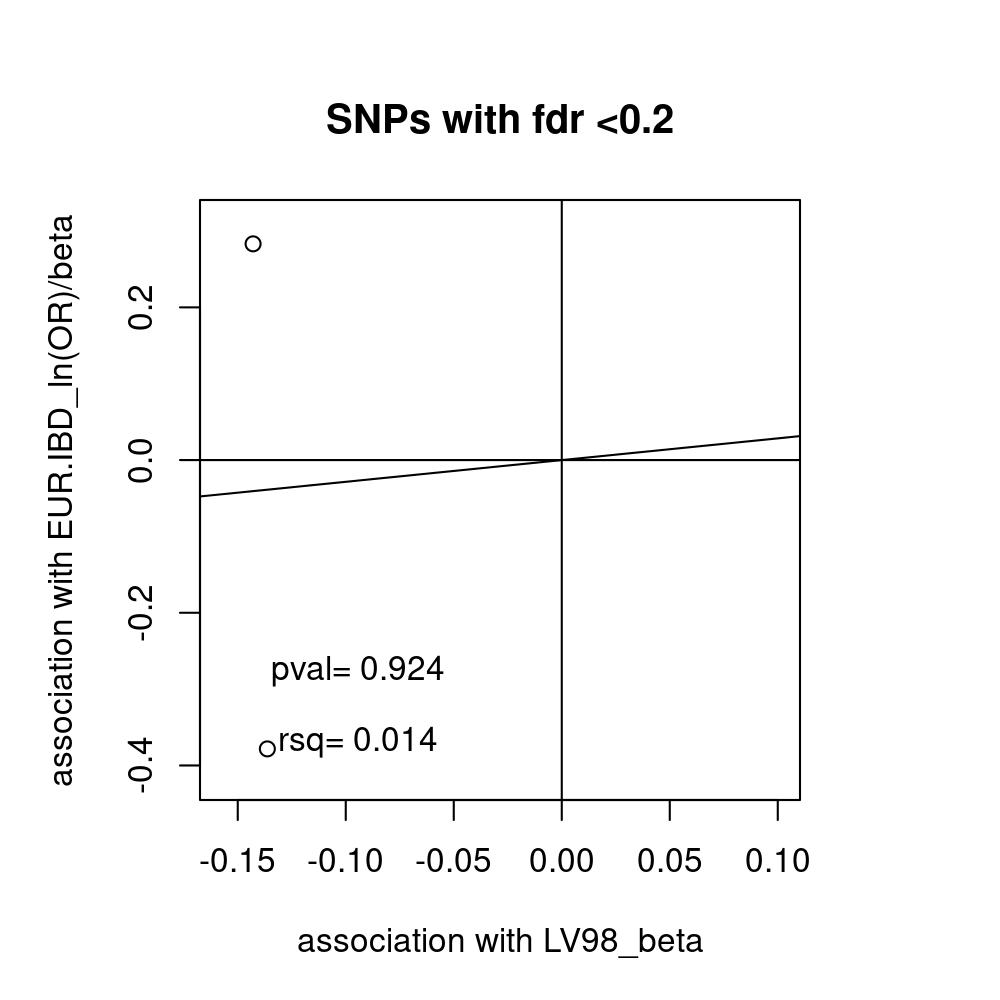 SNPs with fdr <0.2
association with EUR.IBD_ln(OR)/beta
0.2
0.0
-0.2
-0.4
pval= 0.924
rsq= 0.014
-0.15 -0.10 -0.05 0.00 0.05 0.10
association with LV98_beta